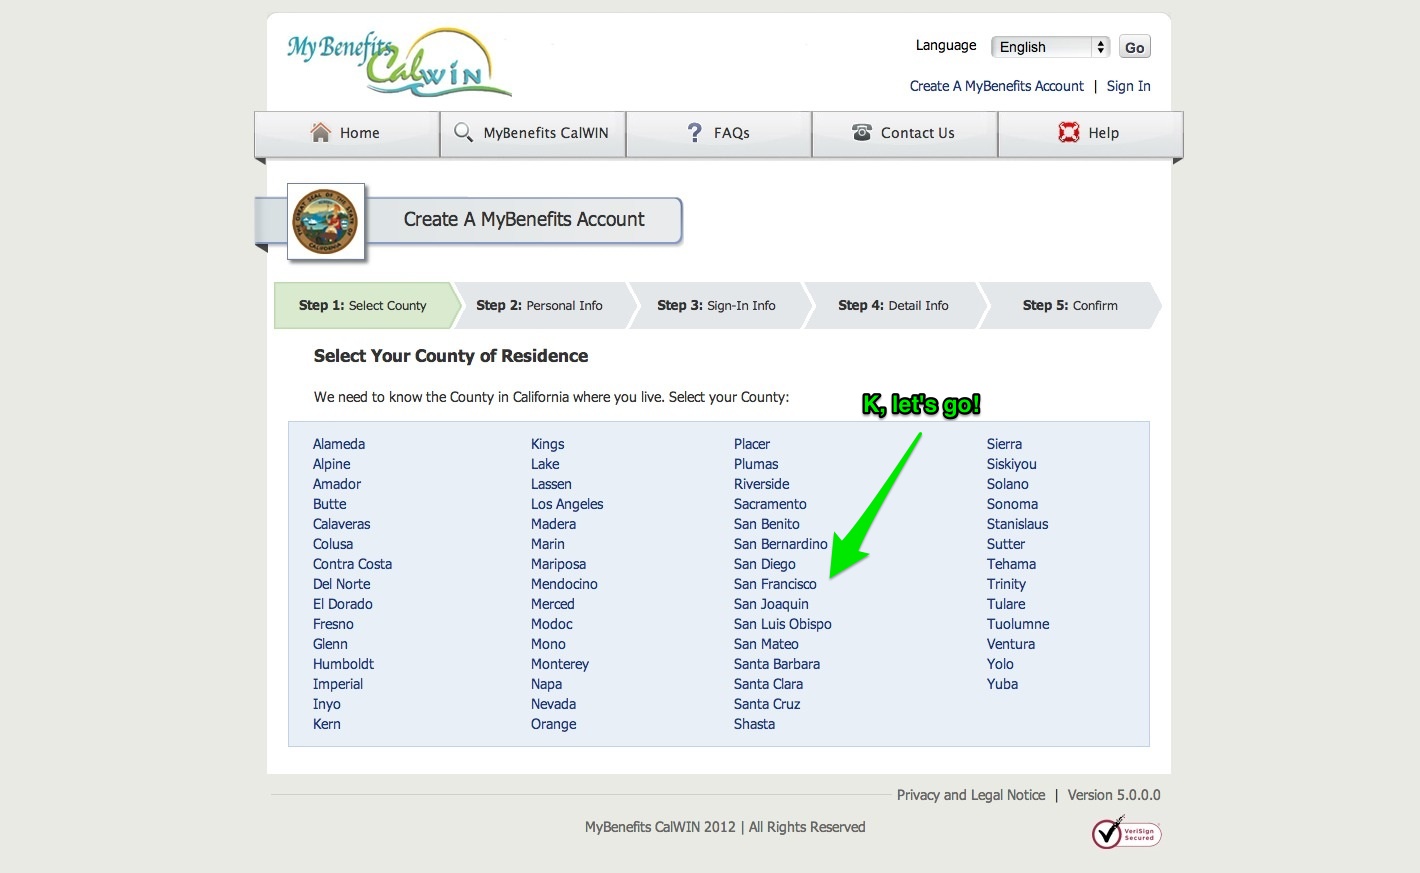 My Benefits
CalWIN
Language
English
Go
Create A MyBenefits Account | Sign In
Home
MyBenefits CalWIN
? FAQs
Contact Us
Help
THE GREAT SEAL OF THE STATE OF CALIFORNIA
Create A MyBenefits Account
Step 1: Select County
Step 2: Personal Info
Step 3: Sign-In Info
Step 4: Detail Info
Step 5: Confirm
Select Your County of Residence
We need to know the County in California where you live. Select your County:
K, let's go!
Alameda
Alpine
Amador
Butte
Calaveras
Colusa
Contra Costa
Del Norte
El Dorado
Fresno
Glenn
Humboldt
Imperial
Inyo
Kern
Kings
Lake
Lassen
Los Angeles
Madera
Marin
Mariposa
Mendocino
Merced
Modoc
Mono
Monterey
Napa
Nevada
Orange
Placer
Plumas
Riverside
Sacramento
San Benito
San Bernardino
San Diego
San Francisco
San Joaquin
San Luis Obispo
San Mateo
Santa Barbara
Santa Clara
Santa Cruz
Shasta
Sierra
Siskiyou
Solano
Sonoma
Stanislaus
Sutter
Tehama
Trinity
Tulare
Tuolumne
Ventura
Yolo
Yuba
Privacy and Legal Notice | Version 5.0.0.0
MyBenefits CalWIN 2012 | All Rights Reserved
VeriSign
Secured